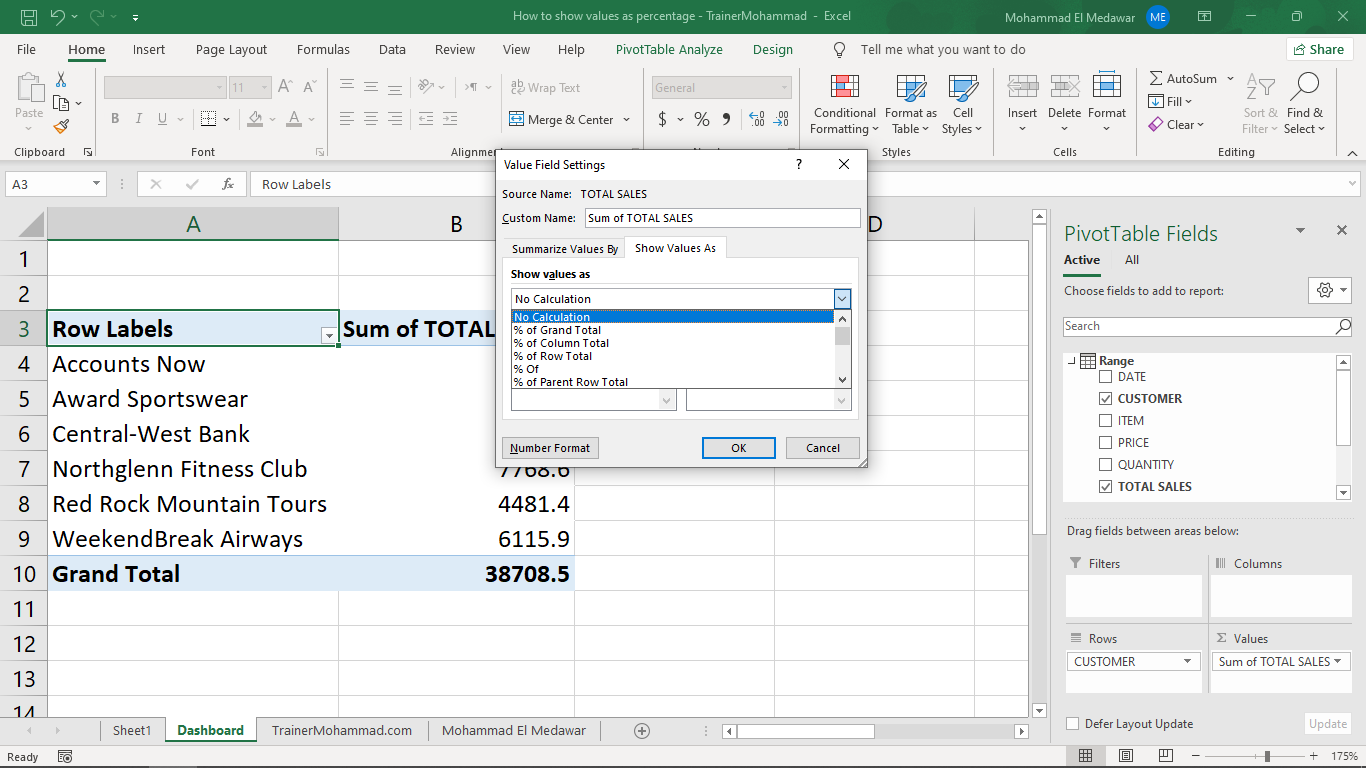 How to show values as percentage - TrainerMohammad - Excel
Mohammad El Medawar ME
File Home Insert Page Layout Formulas Data Review View Help PivotTable Analyze Design Tell me what you want to do Share
Paste
Clipboard
11
B I U
Font
Wrap Text
Merge & Center
General
Conditional Formatting
Format as Table
Cell Styles
Styles
Insert Delete Format
Cells
AutoSum
Fill
Clear
Sort & Filter
Find & Select
Editing
A3
fx
Row Labels
Value Field Settings
Source Name: TOTAL SALES
Custom Name: Sum of TOTAL SALES
Summarize Values By Show Values As
Show values as
No Calculation
No Calculation
% of Grand Total
% of Column Total
% of Row Total
% Of
% of Parent Row Total
Number Format OK Cancel
A B D
1
2
3 Row Labels Sum of TOTAL
4 Accounts Now
5 Award Sportswear
6 Central-West Bank
7 Northglenn Fitness Club 7768.6
8 Red Rock Mountain Tours 4481.4
9 WeekendBreak Airways 6115.9
10 Grand Total 38708.5
11
12
13
14
PivotTable Fields
Active All
Choose fields to add to report:
Search
Range
DATE
CUSTOMER
ITEM
PRICE
QUANTITY
TOTAL SALES
Drag fields between areas below:
Filters Columns
Rows Values
CUSTOMER Sum of TOTAL SALES
Defer Layout Update Update
Sheet1 Dashboard TrainerMohammad.com Mohammad El Medawar
Ready 175%